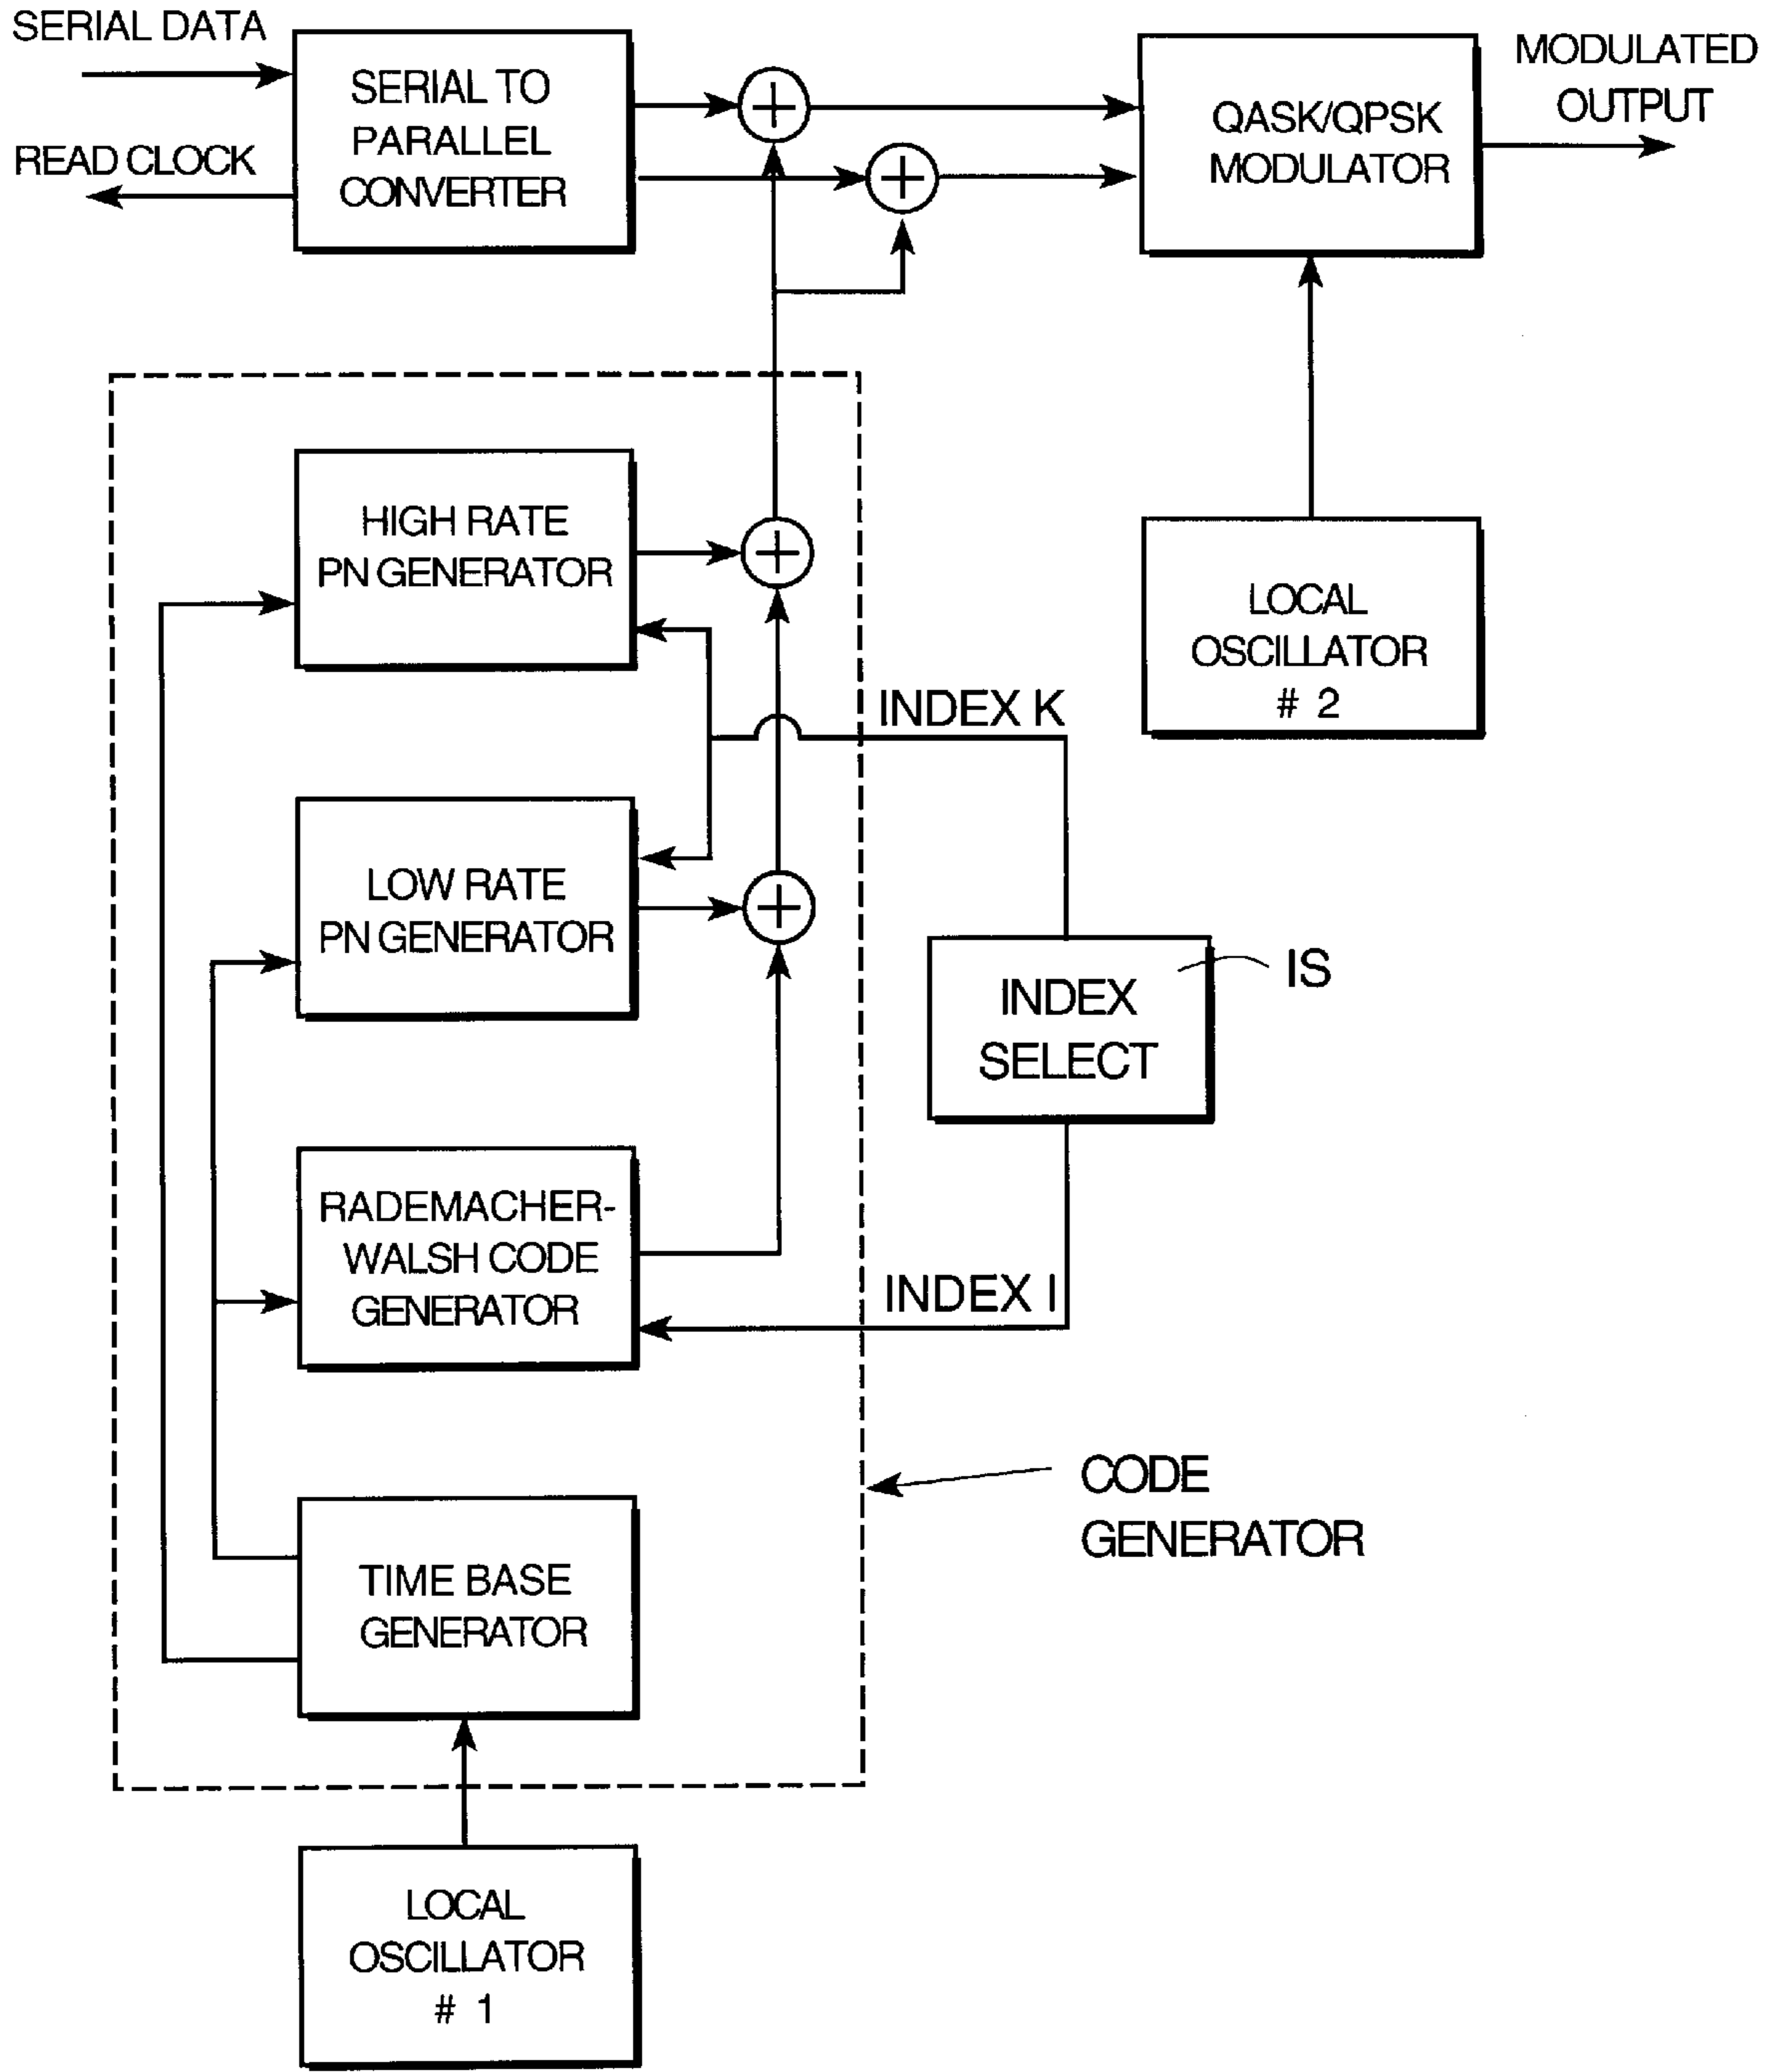 SERIAL DATA
READ CLOCK
SERIAL TO
PARALLEL
CONVERTER
QASK/QPSK
MODULATOR
MODULATED
OUTPUT
HIGH RATE
PN GENERATOR
LOCAL
OSCILLATOR
# 2
INDEX K
LOW RATE
PN GENERATOR
INDEX
SELECT
IS
RADEMACHER-
WALSH CODE
GENERATOR
INDEX I
CODE
GENERATOR
TIME BASE
GENERATOR
LOCAL
OSCILLATOR
# 1